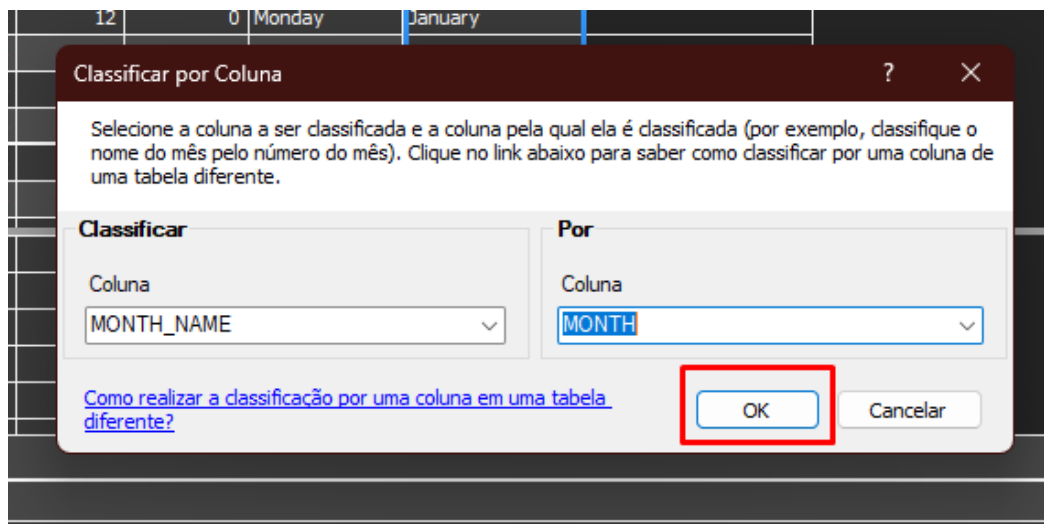 12 0 Monday January
Classificar por Coluna ?
Selecione a coluna a ser classificada e a coluna pela qual ela é classificada (por exemplo, classifique o
nome do mês pelo número do mês). Clique no link abaixo para saber como classificar por uma coluna de
uma tabela diferente.
Classificar Por
Coluna Coluna
MONTH_NAME MONTH
Como realizar a classificação por uma coluna em uma tabela
diferente?
OK Cancelar